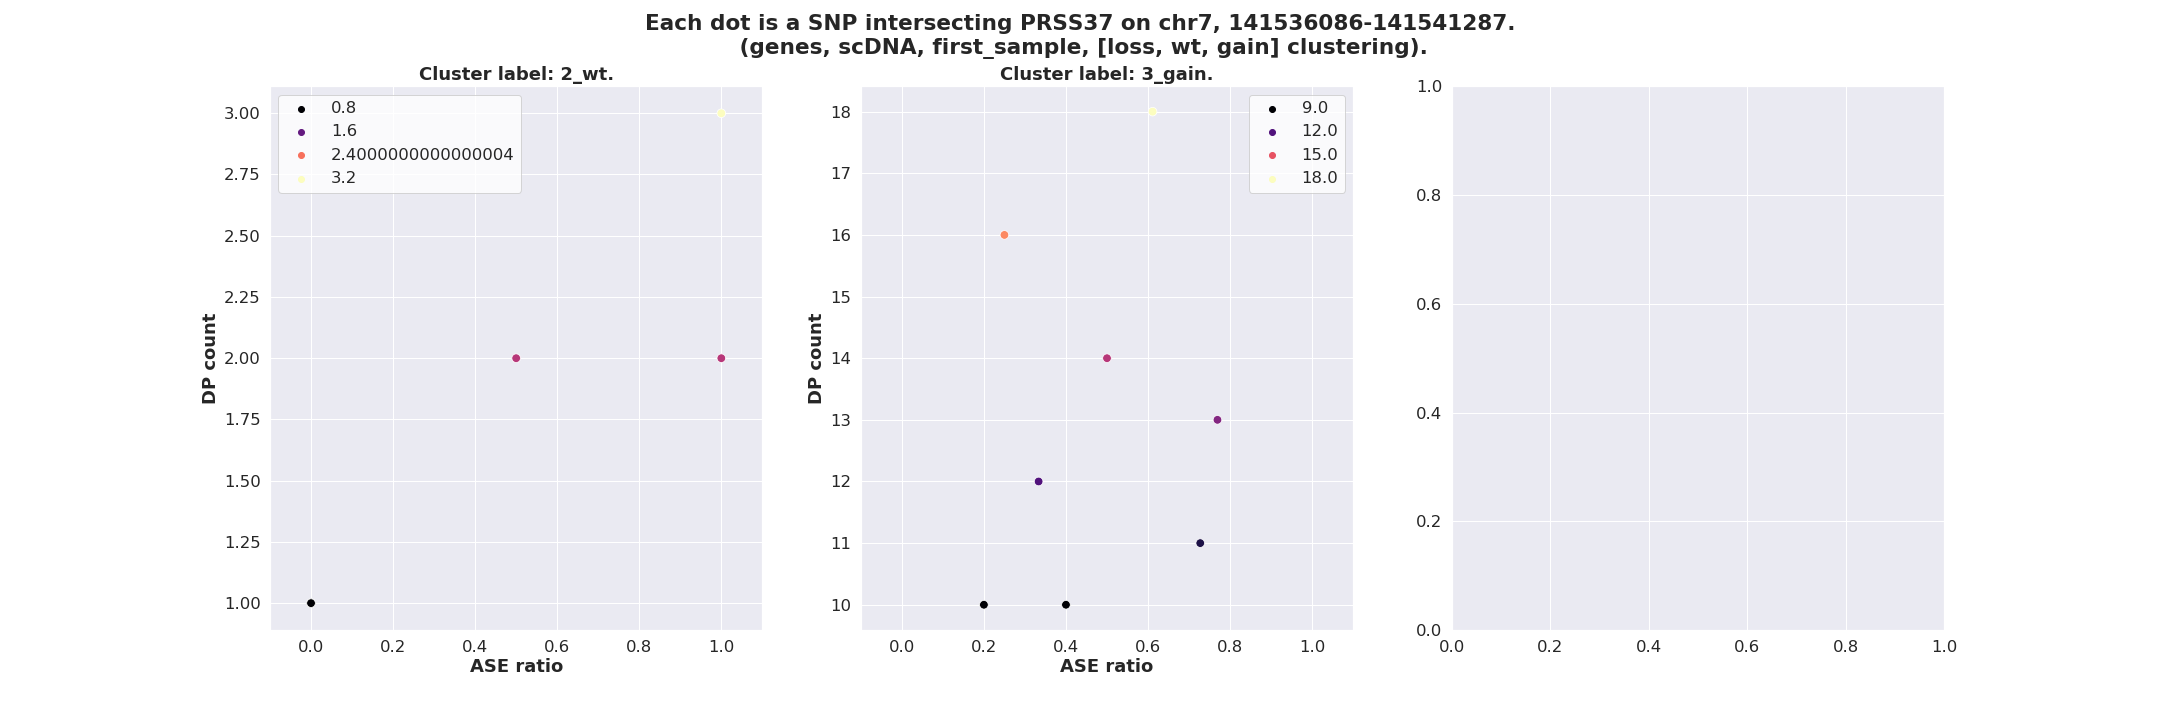 Each dot is a SNP intersecting PRSS37 on chr7, 141536086-141541287.
(genes, scDNA, first_sample, [loss, wt, gain] clustering).
Cluster label: 2_wt.
3.00
2.75
2.50
2.25
2.00
1.75
1.50
1.25
1.00
DP count
0.8
1.6
2.4000000000000004
3.2
0.0 0.2 0.4 0.6 0.8 1.0
ASE ratio
Cluster label: 3_gain.
18
17
16
15
14
13
12
11
10
DP count
9.0
12.0
15.0
18.0
0.0 0.2 0.4 0.6 0.8 1.0
ASE ratio
1.0
0.8
0.6
0.4
0.2
0.0
0.0 0.2 0.4 0.6 0.8 1.0